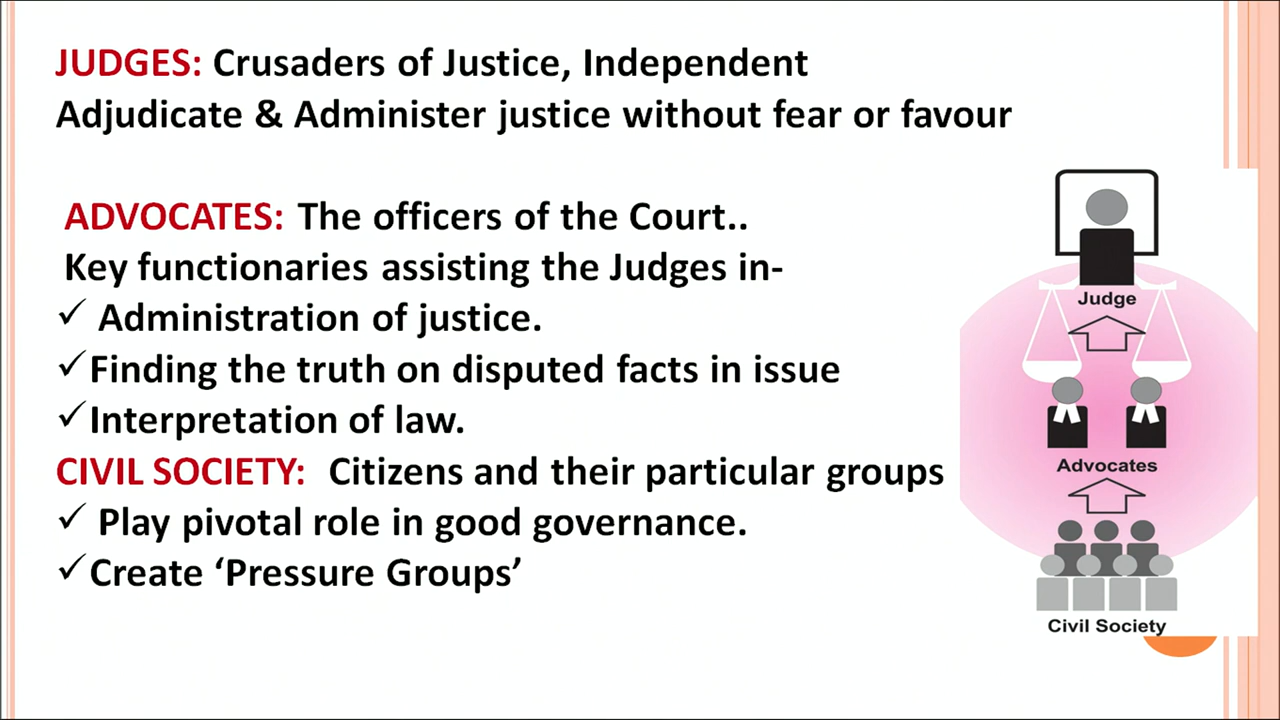 JUDGES: Crusaders of Justice, Independent
Adjudicate & Administer justice without fear or favour
ADVOCATES: The officers of the Court..
Key functionaries assisting the Judges in-
✓ Administration of justice.
✓Finding the truth on disputed facts in issue
✓Interpretation of law.
CIVIL SOCIETY: Citizens and their particular groups
✓ Play pivotal role in good governance.
✓Create ‘Pressure Groups’
Judge
Advocates
Civil Society